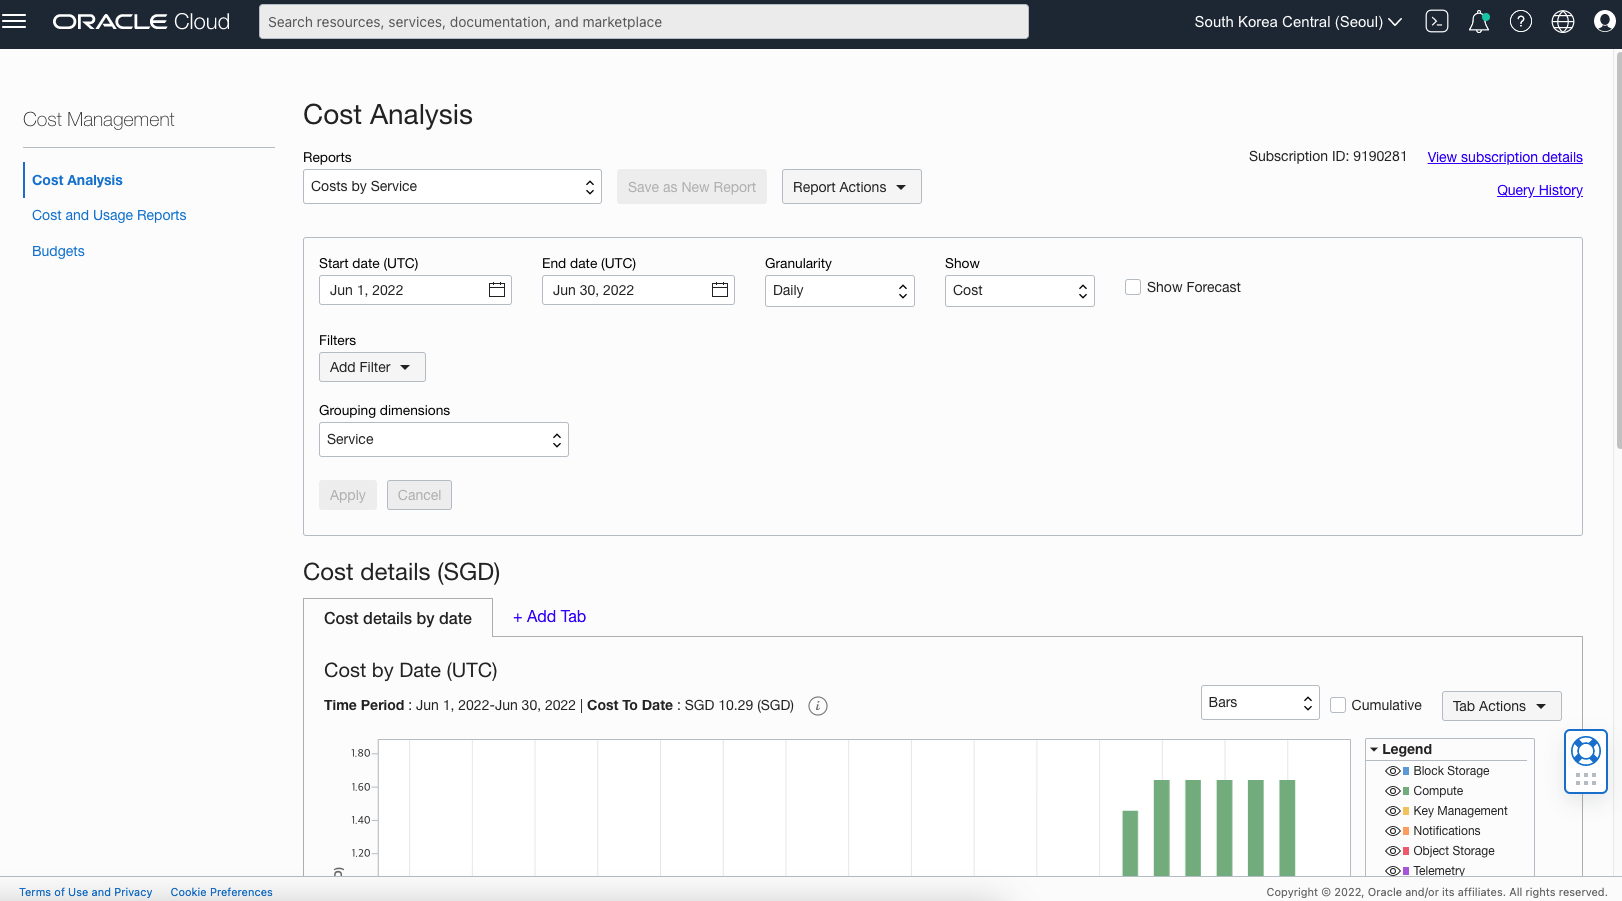 ORACLE Cloud
Search resources, services, documentation, and marketplace
South Korea Central (Seoul)
Cost Management
Cost Analysis
Cost and Usage Reports
Budgets
Cost Analysis
Reports
Costs by Service
Save as New Report
Report Actions
Subscription ID: 9190281
View subscription details
Query History
Start date (UTC)
End date (UTC)
Granularity
Show
Jun 1, 2022
Jun 30, 2022
Daily
Cost
Show Forecast
Filters
Add Filter
Grouping dimensions
Service
Apply
Cancel
Cost details (SGD)
Cost details by date
+ Add Tab
Cost by Date (UTC)
Time Period : Jun 1, 2022-Jun 30, 2022 | Cost To Date : SGD 10.29 (SGD)
Bars
Cumulative
Tab Actions
1.80
1.60
1.40
1.20
Legend
Block Storage
Compute
Key Management
Notifications
Object Storage
Telemetry
Terms of Use and Privacy
Cookie Preferences
Copyright © 2022, Oracle and/or its affiliates. All rights reserved.